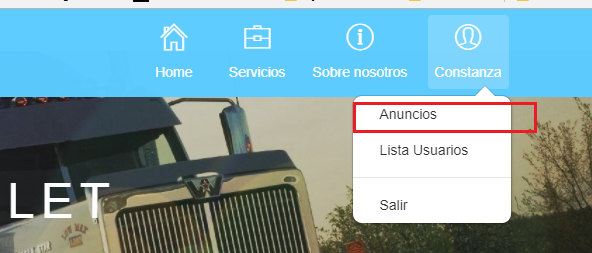 Home Servicios Sobre nosotros Constanza
Anuncios
Lista Usuarios
LET
Salir